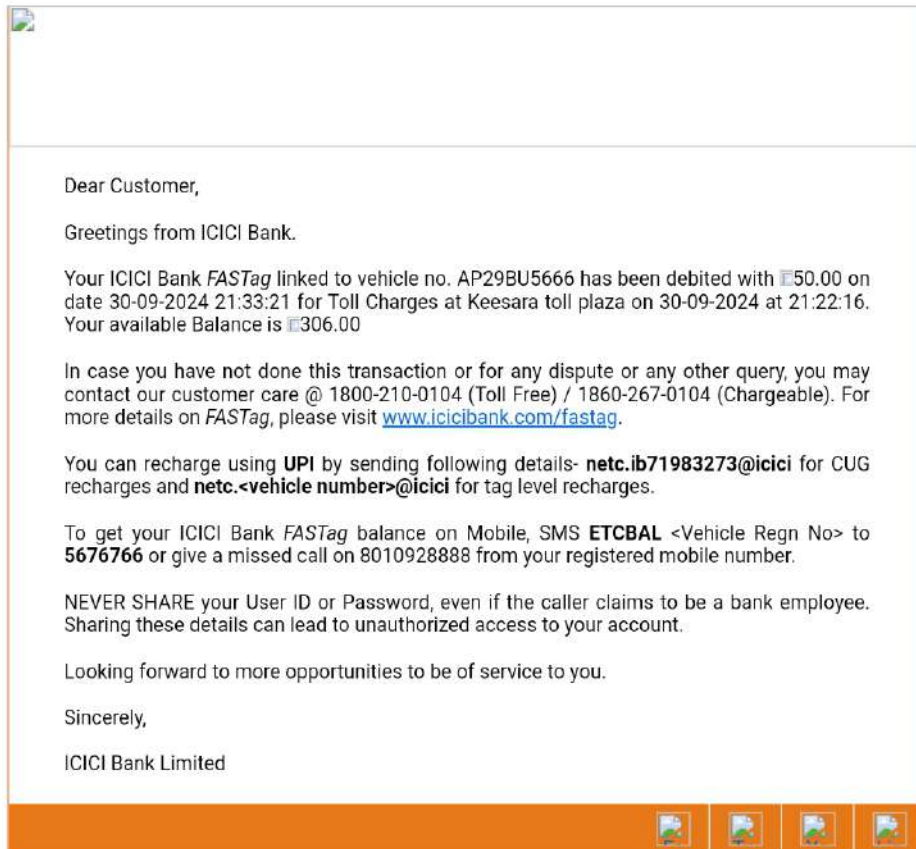 Dear Customer,
Greetings from ICICI Bank.
Your ICICI Bank FASTag linked to vehicle no. AP29BU5666 has been debited with 50.00 on
date 30-09-2024 21:33:21 for Toll Charges at Keesara toll plaza on 30-09-2024 at 21:22:16.
Your available Balance is 306.00
In case you have not done this transaction or for any dispute or any other query, you may
contact our customer care @ 1800-210-0104 (Toll Free) / 1860-267-0104 (Chargeable). For
more details on FASTag, please visit www.icicibank.com/fastag.
You can recharge using UPI by sending following details- netc.ib71983273@icici for CUG
recharges and netc.<vehicle number>@icici for tag level recharges.
To get your ICICI Bank FASTag balance on Mobile, SMS ETCBAL <Vehicle Regn No> to
5676766 or give a missed call on 8010928888 from your registered mobile number.
NEVER SHARE your User ID or Password, even if the caller claims to be a bank employee.
Sharing these details can lead to unauthorized access to your account.
Looking forward to more opportunities to be of service to you.
Sincerely,
ICICI Bank Limited